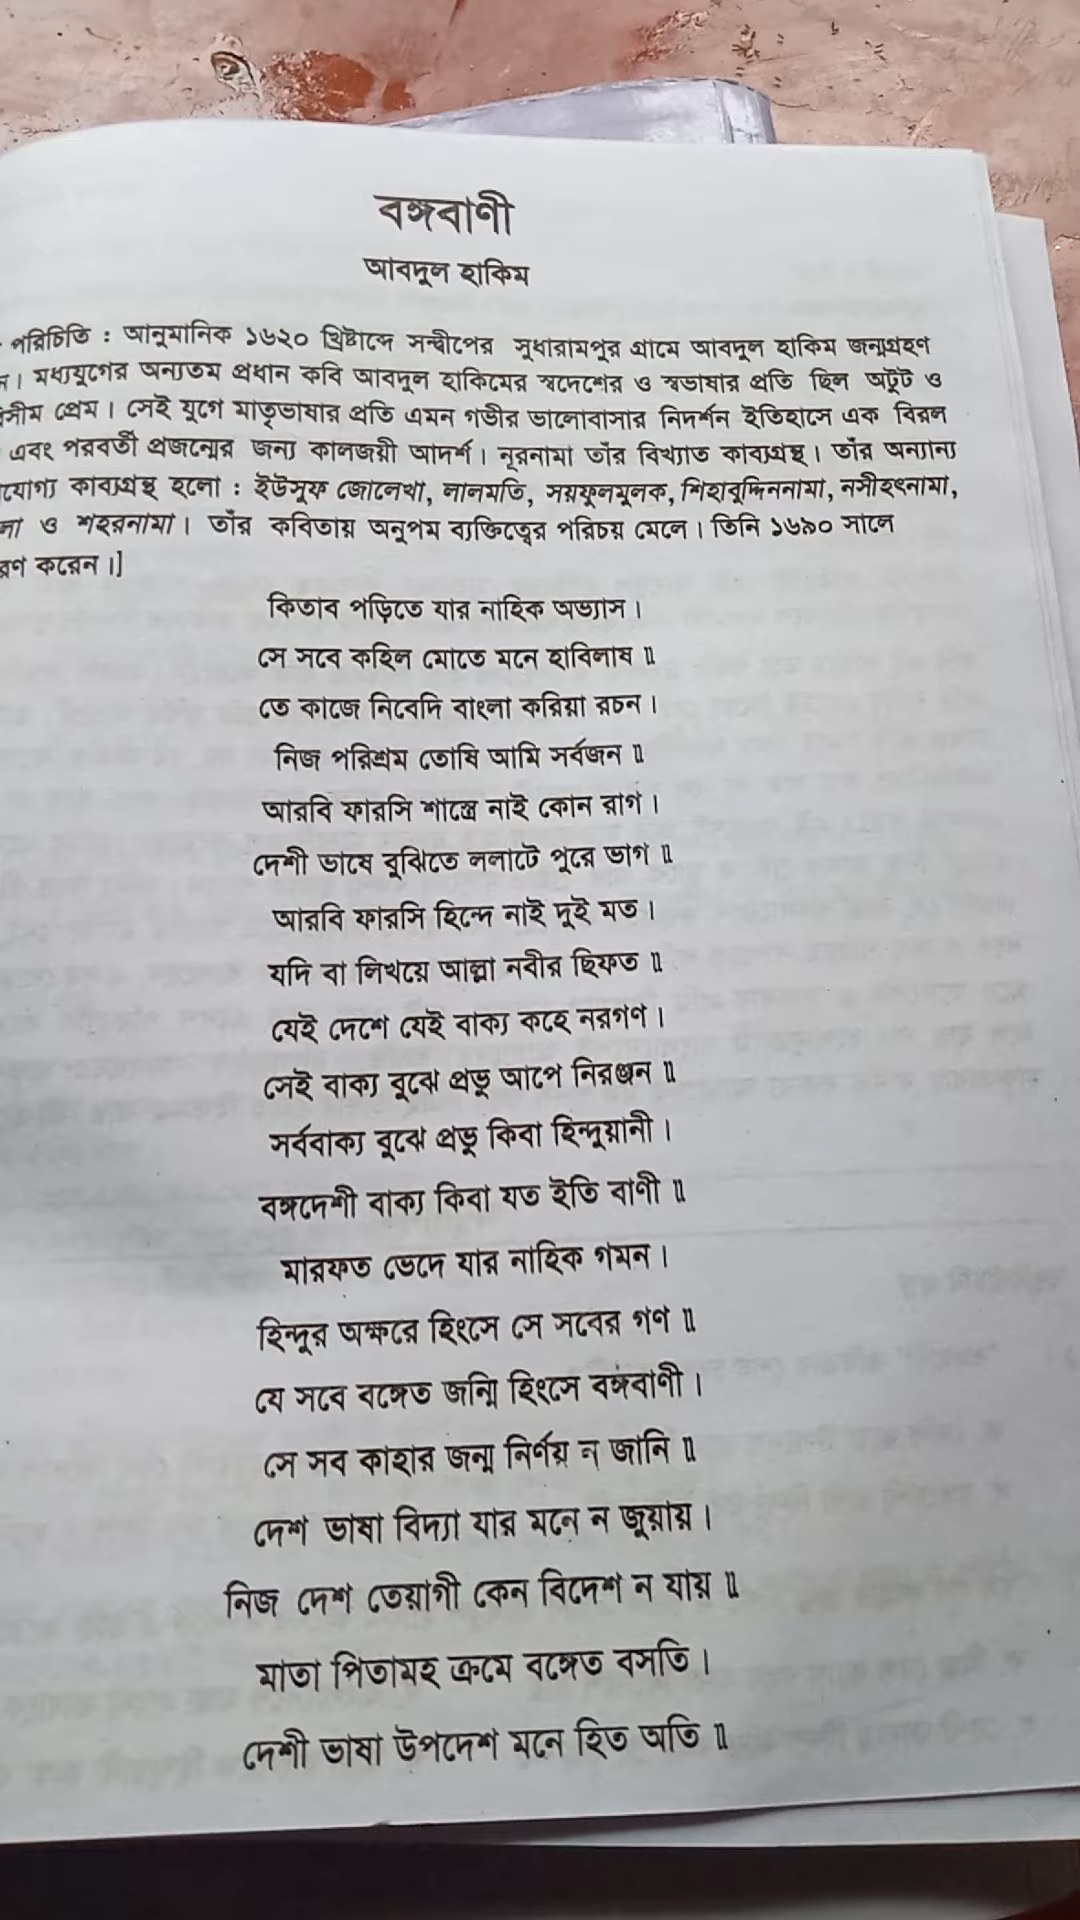 বঙ্গবাণী
আবদুল হাকিম
পরিচিতি : আনুমানিক ১৬২০ খ্রিষ্টাব্দে সন্দ্বীপের সুধারামপুর গ্রামে আবদুল হাকিম জন্মগ্রহণ
। মধ্যযুগের অন্যতম প্রধান কবি আবদুল হাকিমের স্বদেশের ও স্বভাষার প্রতি ছিল অটুট ও
সীম প্রেম। সেই যুগে মাতৃভাষার প্রতি এমন গভীর ভালোবাসার নিদর্শন ইতিহাসে এক বিরল
এবং পরবর্তী প্রজন্মের জন্য কালজয়ী আদর্শ। নূরনামা তাঁর বিখ্যাত কাব্যগ্রন্থ। তাঁর অন্যান্য
যোগ্য কাব্যগ্রন্থ হলো : ইউসুফ জোলেখা, লালমতি, সয়ফুলমুলক, শিহাবুদ্দিননামা, নসীহৎনামা,
লা ও শহরনামা। তাঁর কবিতায় অনুপম ব্যক্তিত্বের পরিচয় মেলে। তিনি ১৬৯০ সালে
রণ করেন।]
কিতাব পড়িতে যার নাহিক অভ্যাস।
সে সবে কহিল মোতে মনে হাবিলাষ॥
তে কাজে নিবেদি বাংলা করিয়া রচন।
নিজ পরিশ্রম তোষি আমি সর্বজন॥
আরবি ফারসি শাস্ত্রে নাই কোন রাগ।
দেশী ভাষে বুঝিতে ললাটে পুরে ভাগ॥
আরবি ফারসি হিন্দে নাই দুই মত।
যদি বা লিখয়ে আল্লা নবীর ছিফত॥
যেই দেশে যেই বাক্য কহে নরগণ।
সেই বাক্য বুঝে প্রভু আপে নিরঞ্জন॥
সর্ববাক্য বুঝে প্রভু কিবা হিন্দুয়ানী।
বঙ্গদেশী বাক্য কিবা যত ইতি বাণী॥
মারফত ভেদে যার নাহিক গমন।
হিন্দুর অক্ষরে হিংসে সে সবের গণ॥
যে সবে বঙ্গেত জন্মি হিংসে বঙ্গবাণী।
সে সব কাহার জন্ম নির্ণয় ন জানি॥
দেশ ভাষা বিদ্যা যার মনে ন জুয়ায়।
নিজ দেশ তেয়াগী কেন বিদেশ ন যায়॥
মাতা পিতামহ ক্রমে বঙ্গেত বসতি।
দেশী ভাষা উপদেশ মনে হিত অতি॥